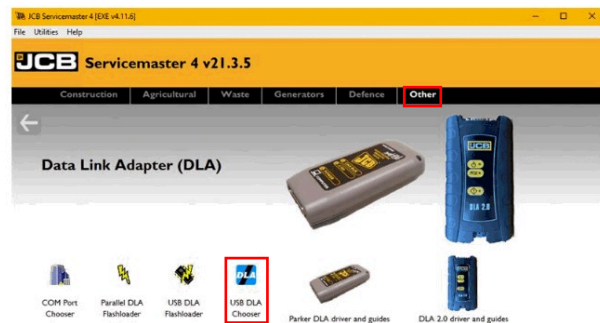 JCB Servicemaster 4 [EXE v4.11.6]
File Utilities Help
JCB Servicemaster 4 v21.3.5
Construction Agricultural Waste Generators Defence Other
Data Link Adapter (DLA)
JCB
DLA 2.0
DLA
COM Port Chooser
Parallel DLA Flashloader
USB DLA Flashloader
USB DLA Chooser
Parker DLA driver and guides
DLA 2.0 driver and guides